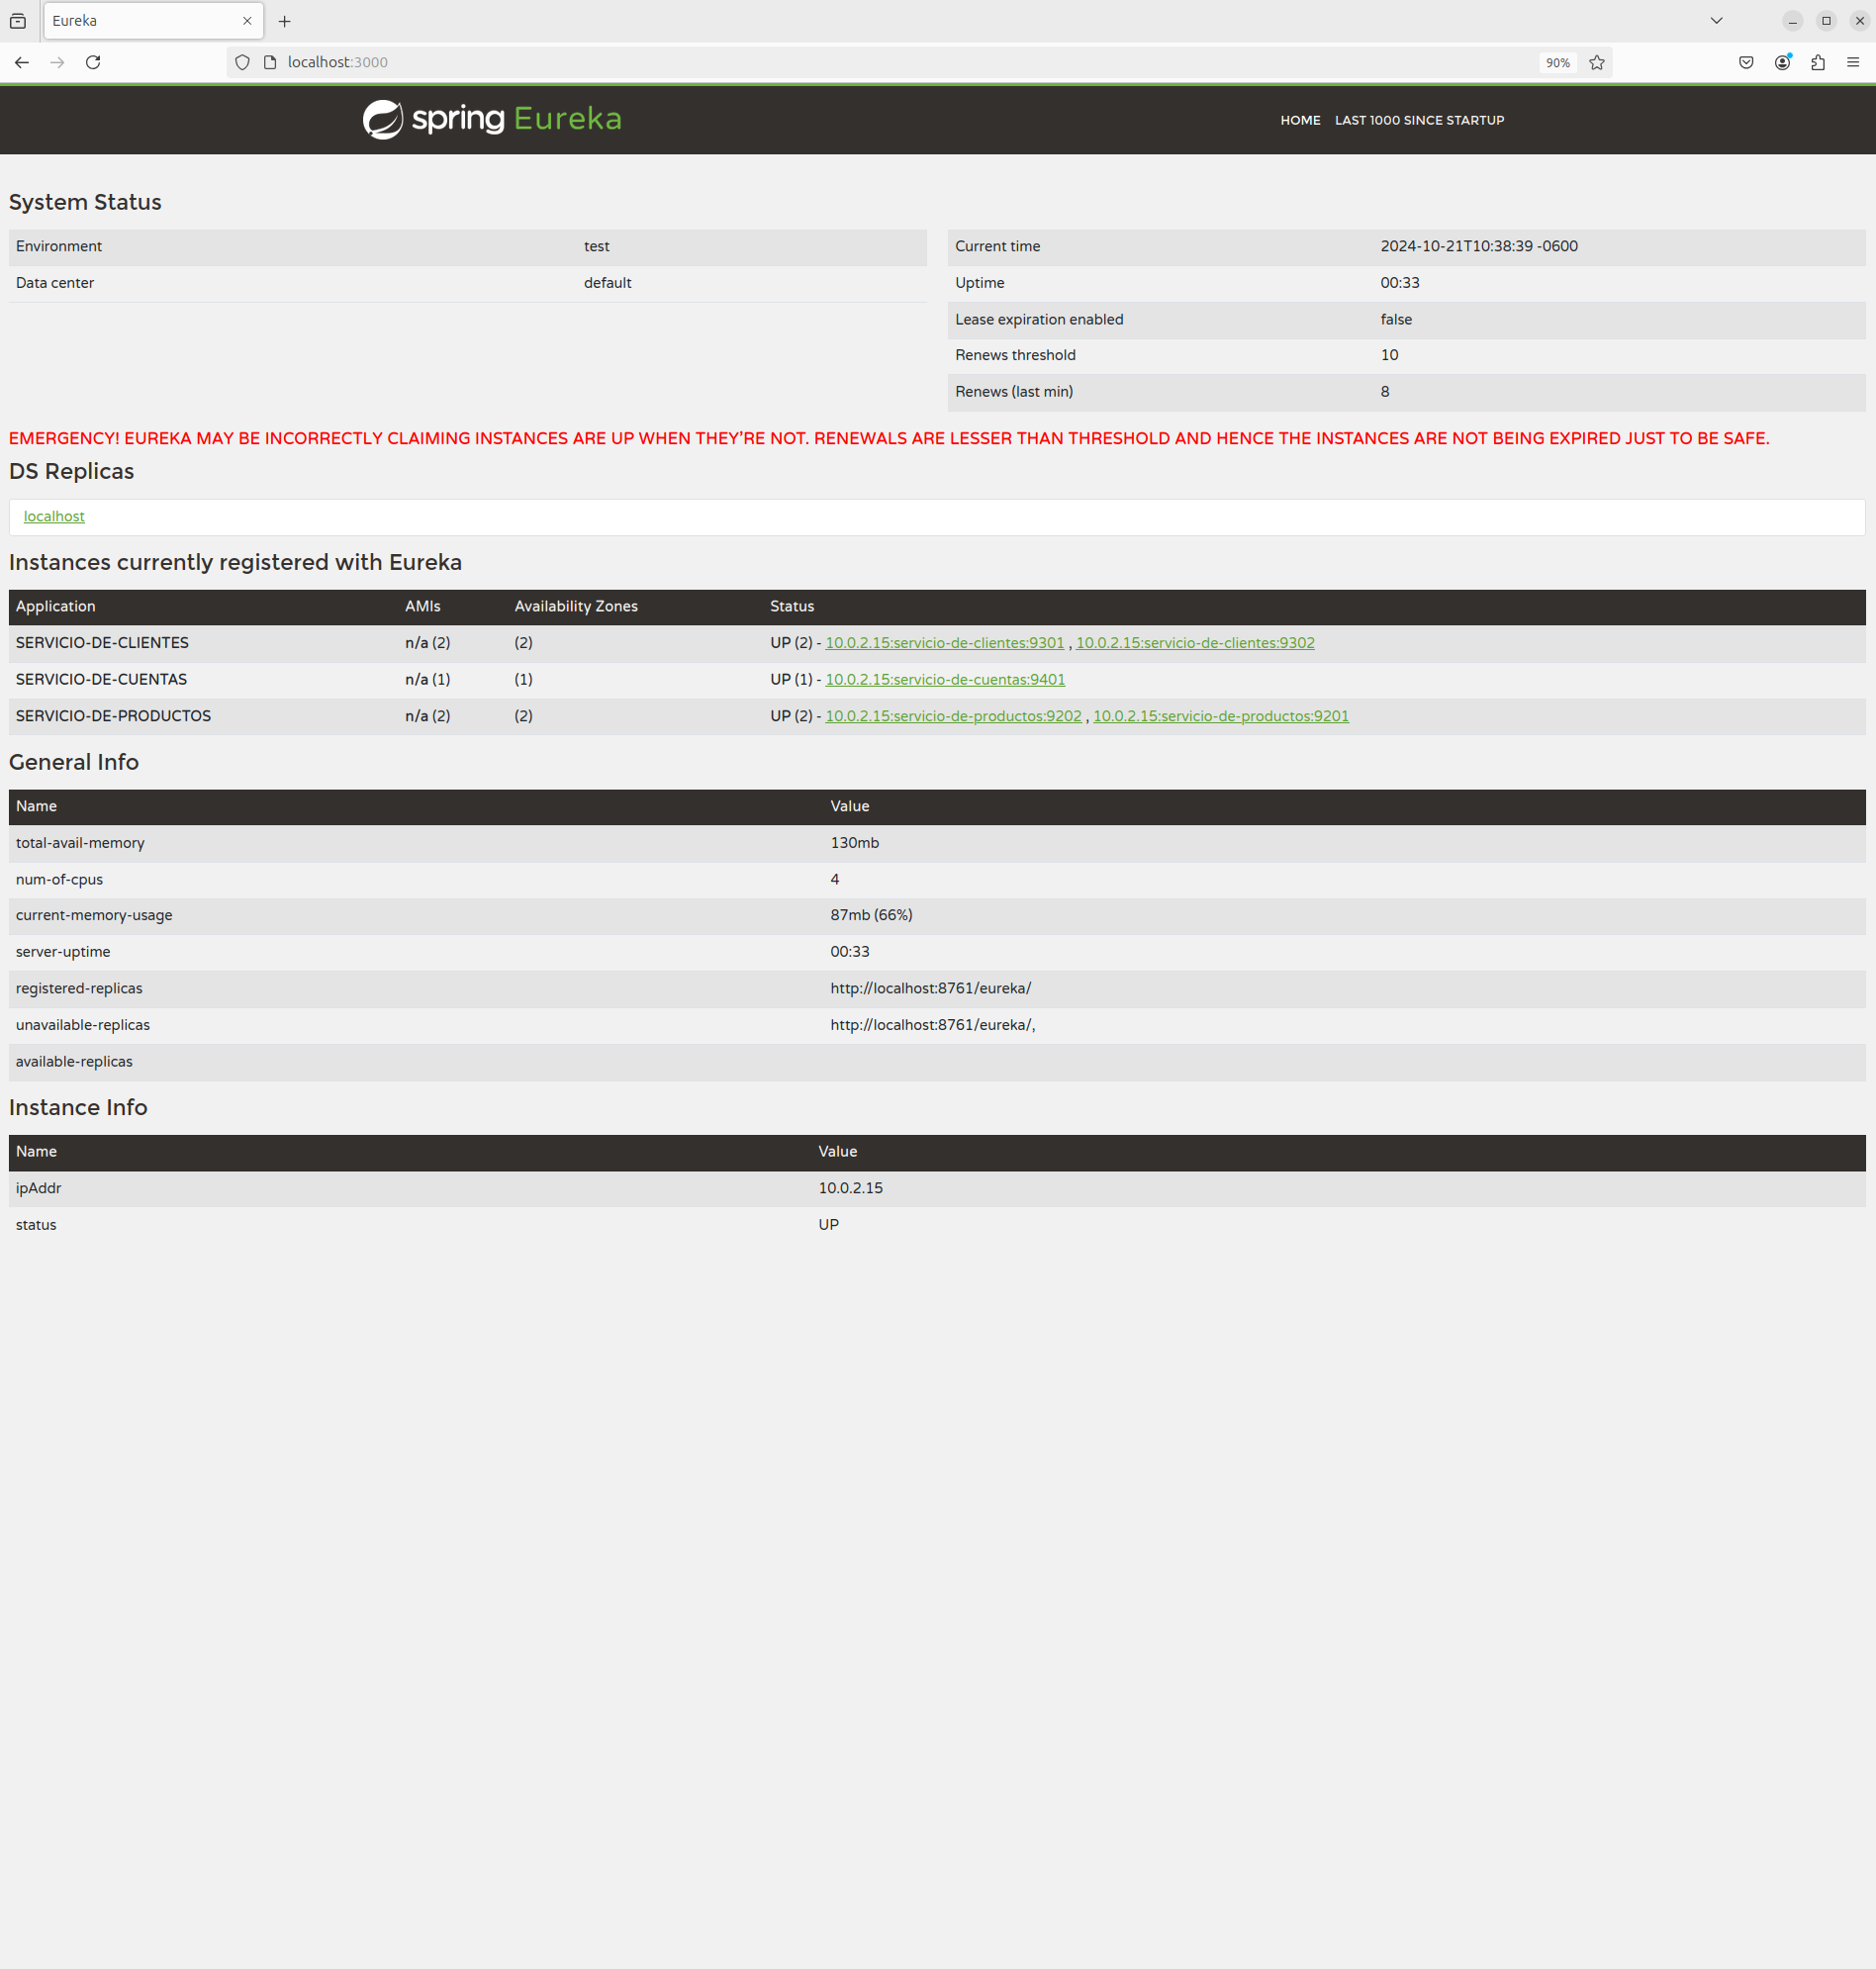 Eureka
localhost:3000
90%
spring Eureka
HOME LAST 1000 SINCE STARTUP
System Status
Environment test
Data center default
Current time 2024-10-21T10:38:39 -0600
Uptime 00:33
Lease expiration enabled false
Renews threshold 10
Renews (last min) 8
EMERGENCY! EUREKA MAY BE INCORRECTLY CLAIMING INSTANCES ARE UP WHEN THEY'RE NOT. RENEWALS ARE LESSER THAN THRESHOLD AND HENCE THE INSTANCES ARE NOT BEING EXPIRED JUST TO BE SAFE.
DS Replicas
localhost
Instances currently registered with Eureka
Application AMIs Availability Zones Status
SERVICIO-DE-CLIENTES n/a (2) (2) UP (2) - 10.0.2.15:servicio-de-clientes:9301 , 10.0.2.15:servicio-de-clientes:9302
SERVICIO-DE-CUENTAS n/a (1) (1) UP (1) - 10.0.2.15:servicio-de-cuentas:9401
SERVICIO-DE-PRODUCTOS n/a (2) (2) UP (2) - 10.0.2.15:servicio-de-productos:9202 , 10.0.2.15:servicio-de-productos:9201
General Info
Name Value
total-avail-memory 130mb
num-of-cpus 4
current-memory-usage 87mb (66%)
server-uptime 00:33
registered-replicas http://localhost:8761/eureka/
unavailable-replicas http://localhost:8761/eureka/,
available-replicas
Instance Info
Name Value
ipAddr 10.0.2.15
status UP